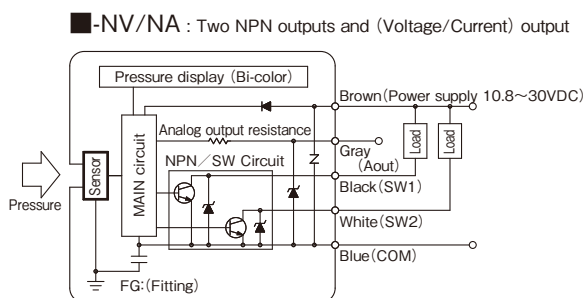 ■-NV/NA : Two NPN outputs and (Voltage/Current) output
Pressure display (Bi-color)
Brown(Power supply 10.8～30VDC)
Analog output resistance
Load
Load
Gray
(Aout)
NPN／SW Circuit
Sensor
MAIN circuit
Black(SW1)
Pressure
White(SW2)
Blue(COM)
FG:(Fitting)